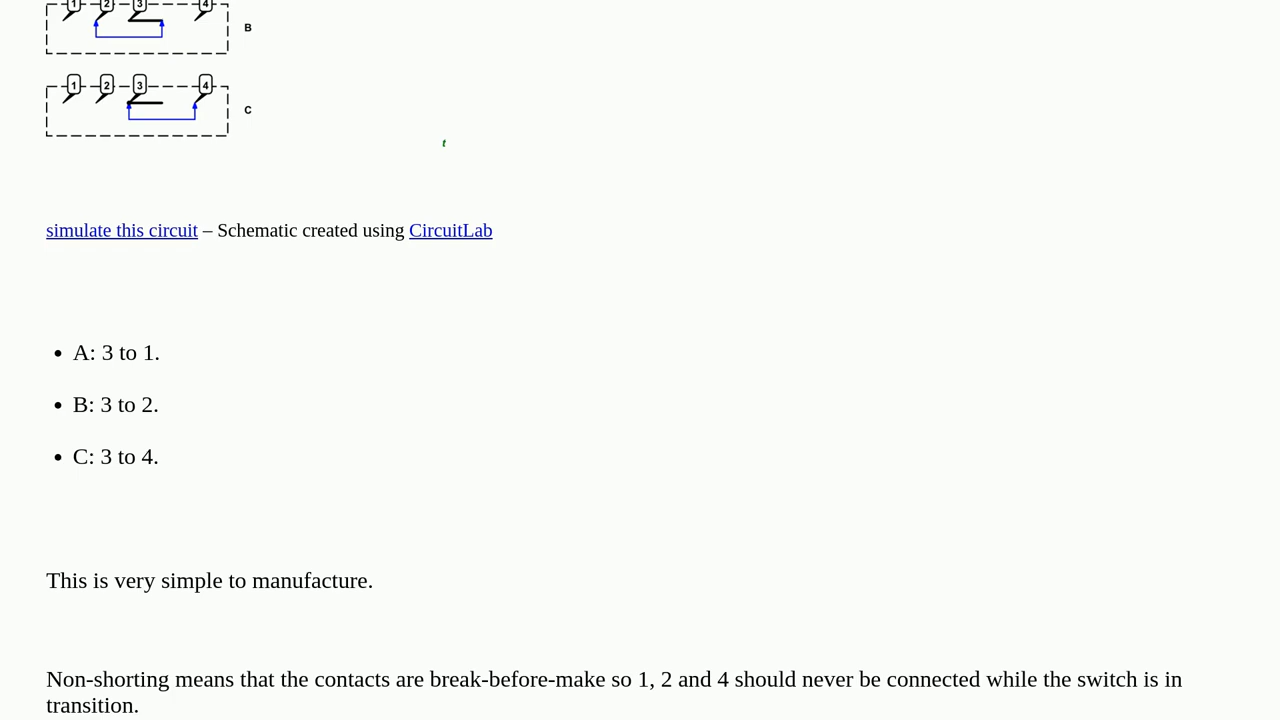 1 2 3 4
B
1 2 3 4
C
t
simulate this circuit – Schematic created using CircuitLab
A: 3 to 1.
B: 3 to 2.
C: 3 to 4.
This is very simple to manufacture.
Non-shorting means that the contacts are break-before-make so 1, 2 and 4 should never be connected while the switch is in
transition.